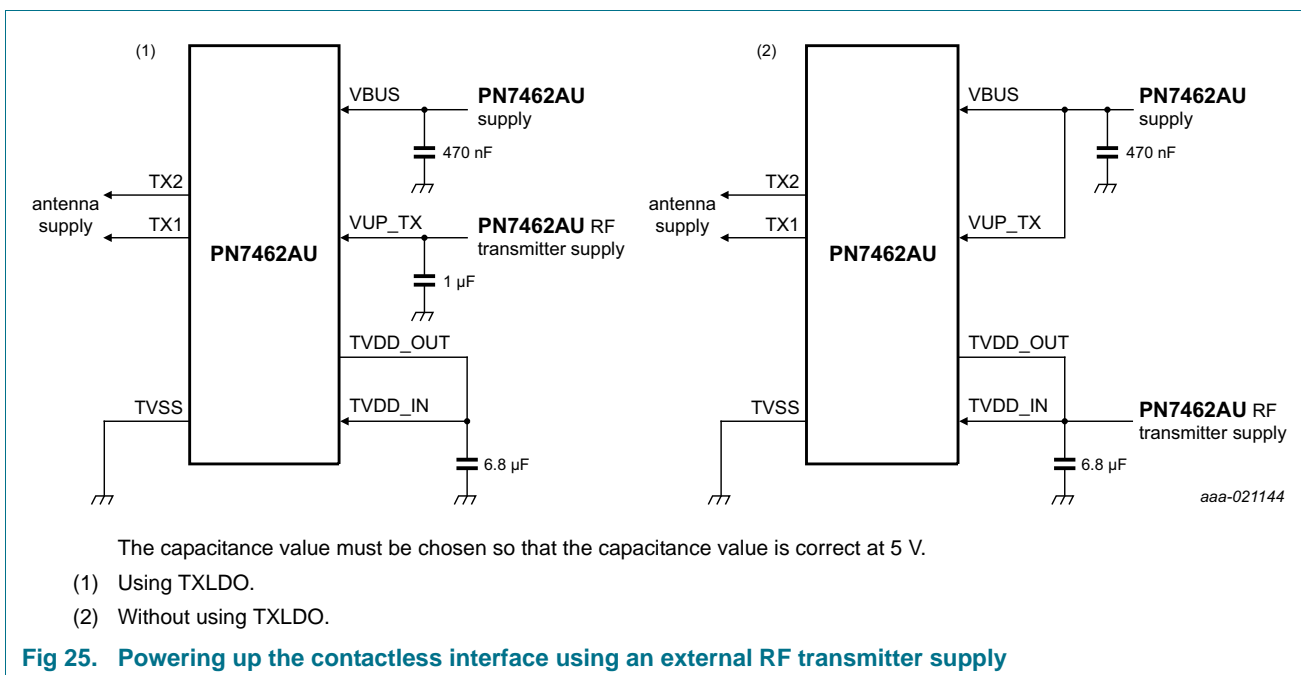 (1)
VBUS
PN7462AU
supply
470 nF
TX2
antenna
supply
TX1
VUP_TX
PN7462AU RF
transmitter supply
PN7462AU
1 µF
TVDD_OUT
TVSS
TVDD_IN
6.8 µF
(2)
VBUS
PN7462AU
supply
470 nF
TX2
antenna
supply
TX1
VUP_TX
PN7462AU
TVDD_OUT
TVSS
TVDD_IN
PN7462AU RF
transmitter supply
6.8 µF
aaa-021144
The capacitance value must be chosen so that the capacitance value is correct at 5 V.
(1) Using TXLDO.
(2) Without using TXLDO.
Fig 25. Powering up the contactless interface using an external RF transmitter supply